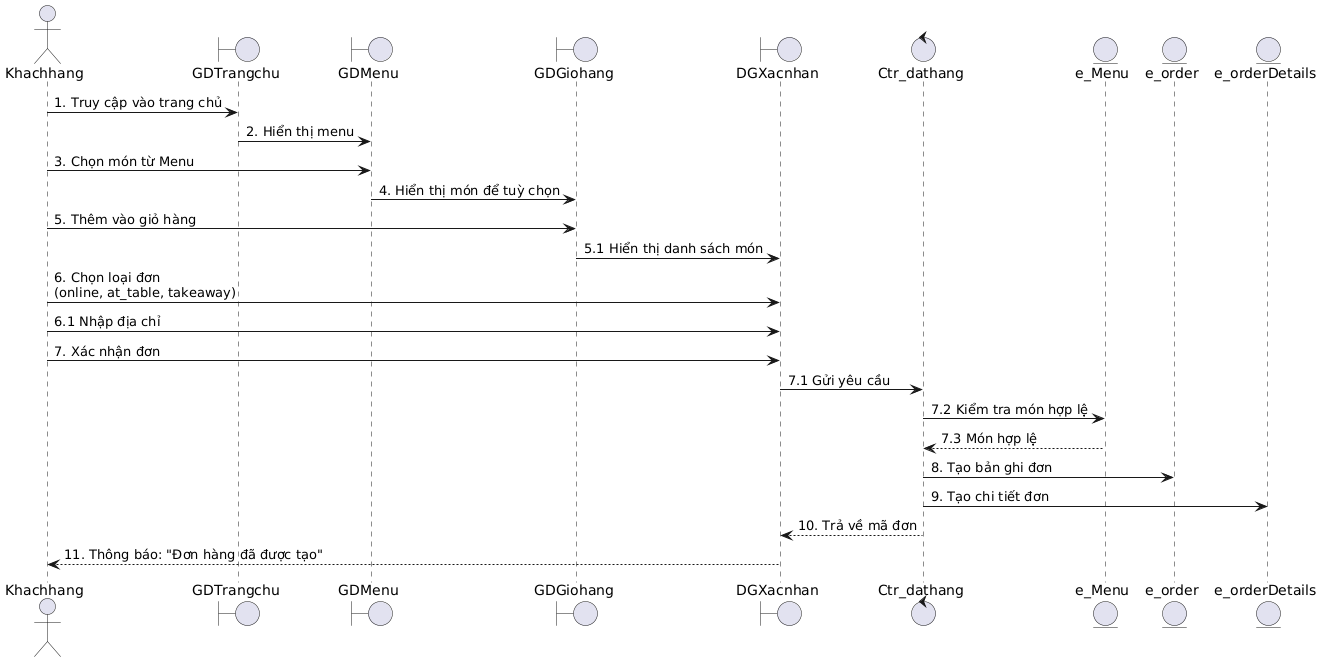 Khachhang
GDTrangchu
GDMenu
GDGiohang
DGXacnhan
Ctr_dathang
e_Menu
e_order
e_orderDetails
1. Truy cập vào trang chủ
2. Hiển thị menu
3. Chọn món từ Menu
4. Hiển thị món để tuỳ chọn
5. Thêm vào giỏ hàng
5.1 Hiển thị danh sách món
6. Chọn loại đơn
(online, at_table, takeaway)
6.1 Nhập địa chỉ
7. Xác nhận đơn
7.1 Gửi yêu cầu
7.2 Kiểm tra món hợp lệ
7.3 Món hợp lệ
8. Tạo bản ghi đơn
9. Tạo chi tiết đơn
10. Trả về mã đơn
11. Thông báo: "Đơn hàng đã được tạo"
Khachhang
GDTrangchu
GDMenu
GDGiohang
DGXacnhan
Ctr_dathang
e_Menu
e_order
e_orderDetails